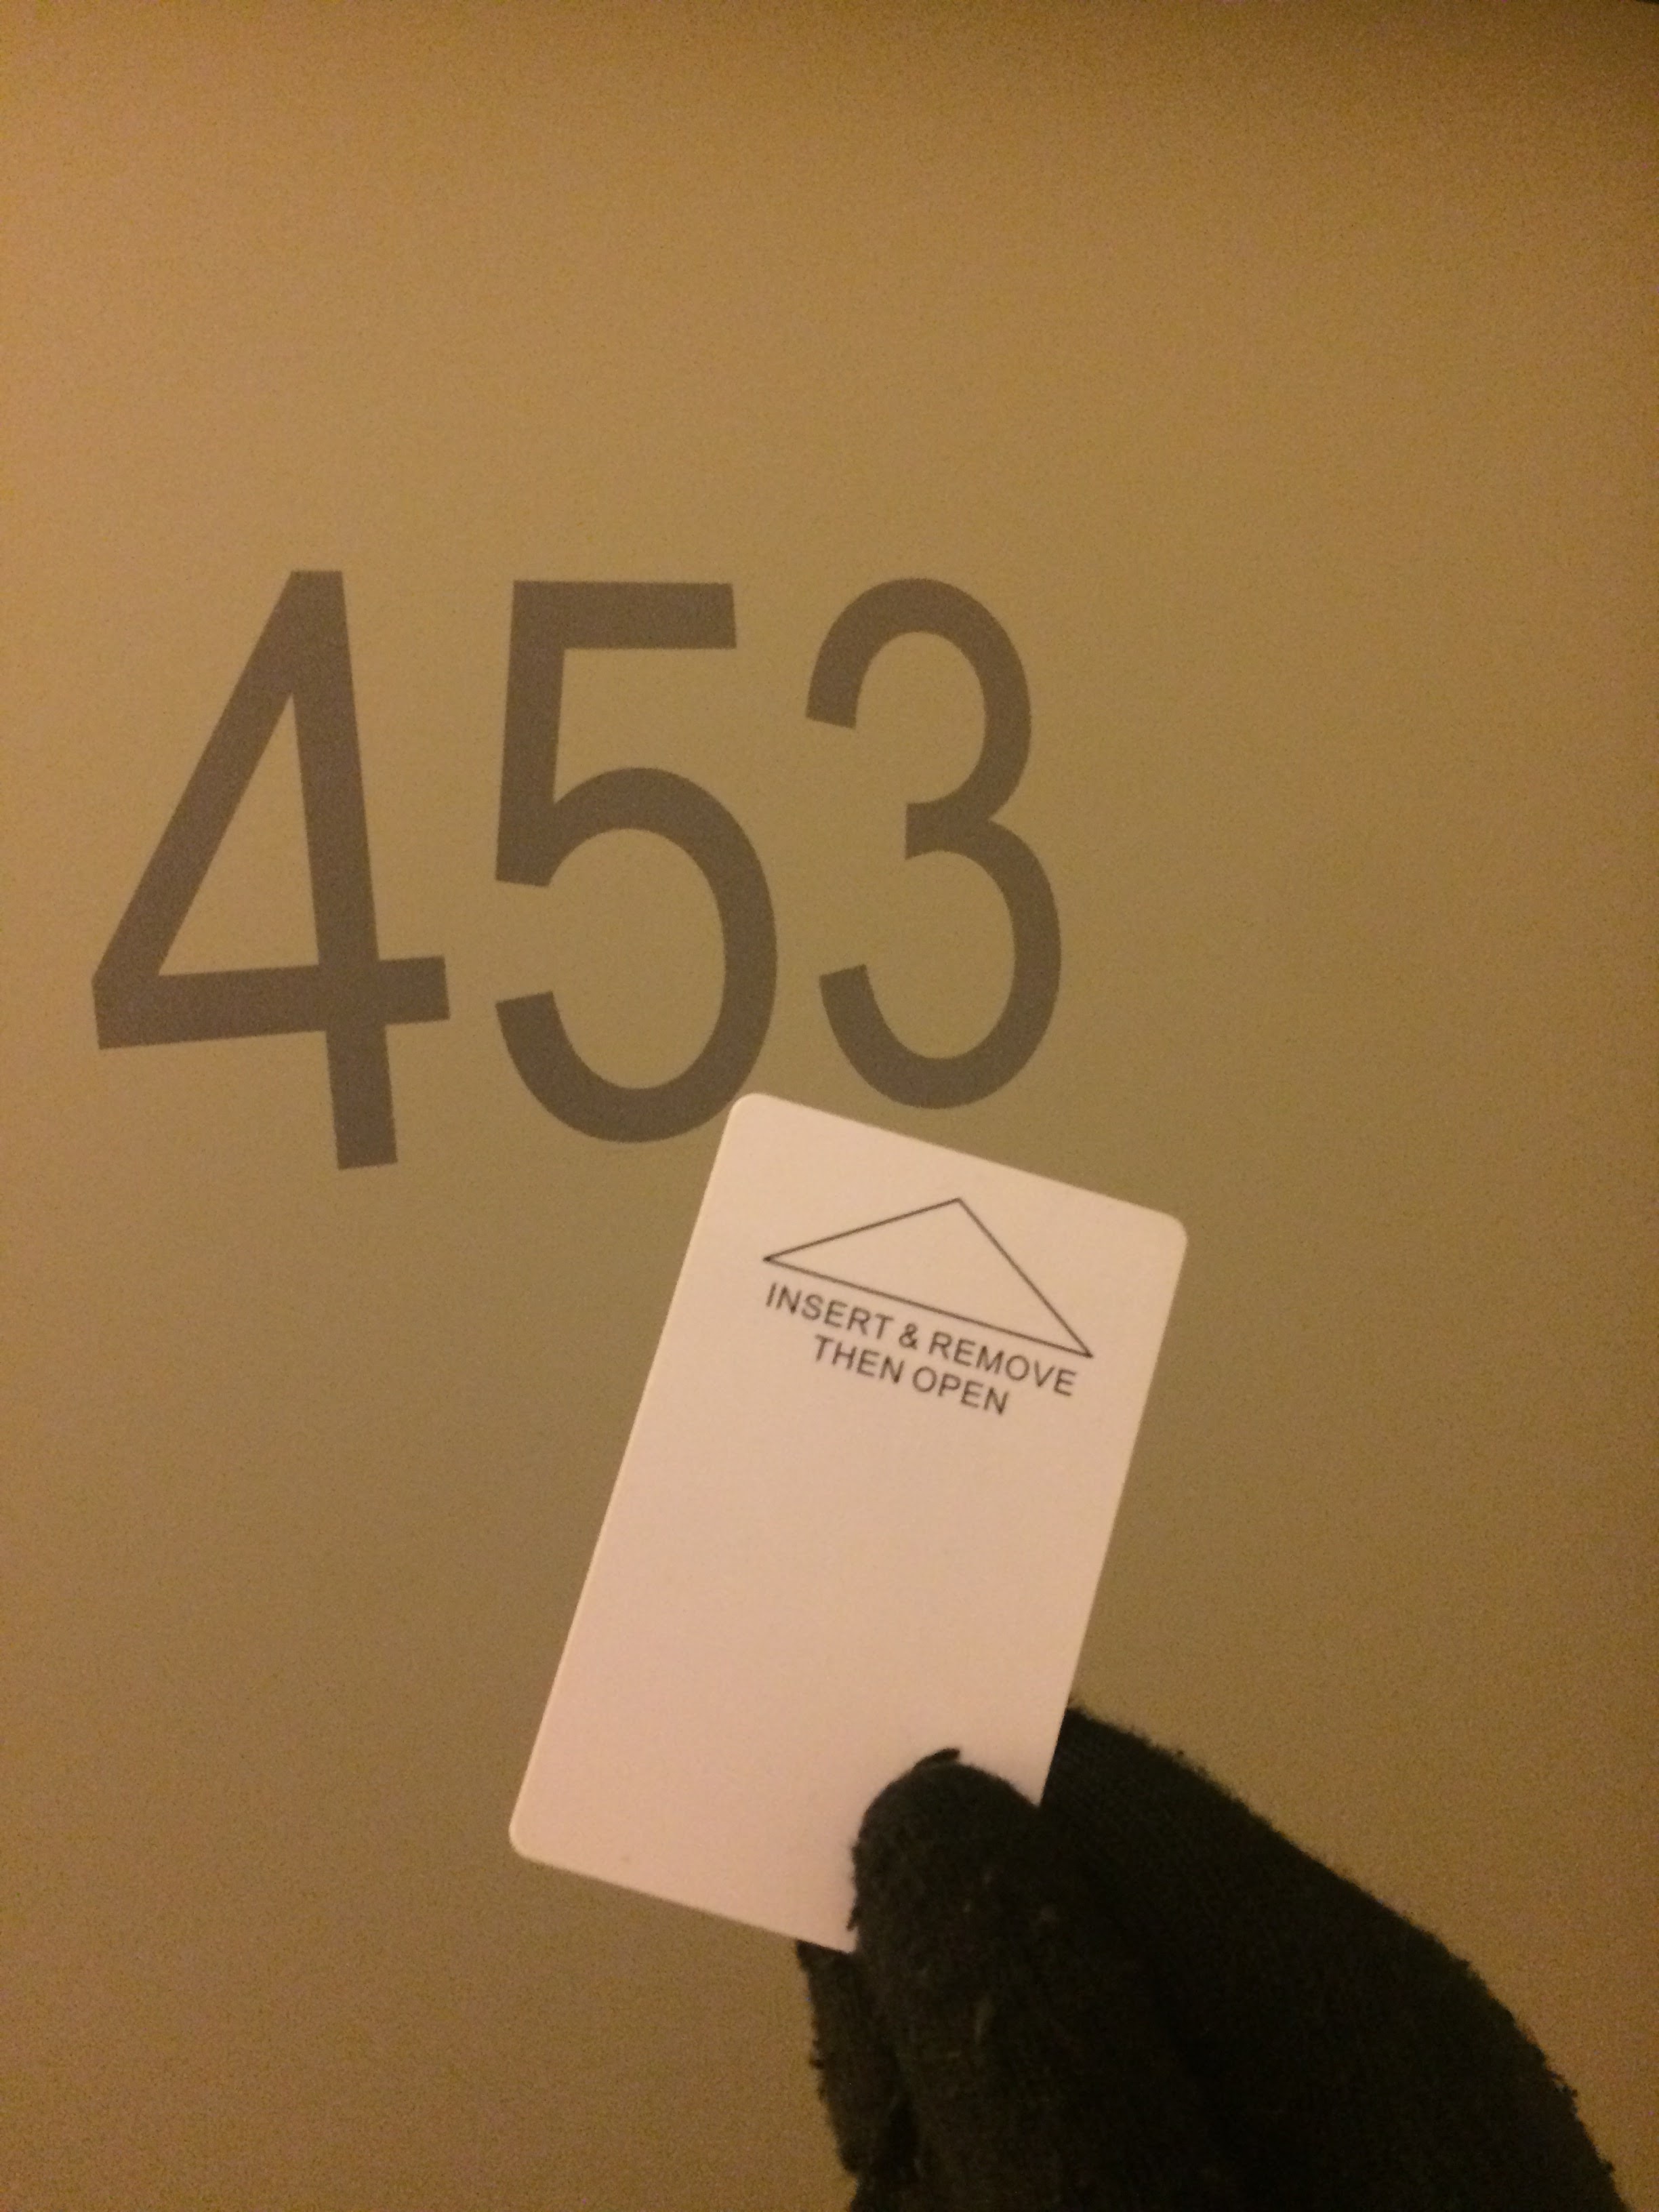 453
INSERT & REMOVE
THEN OPEN